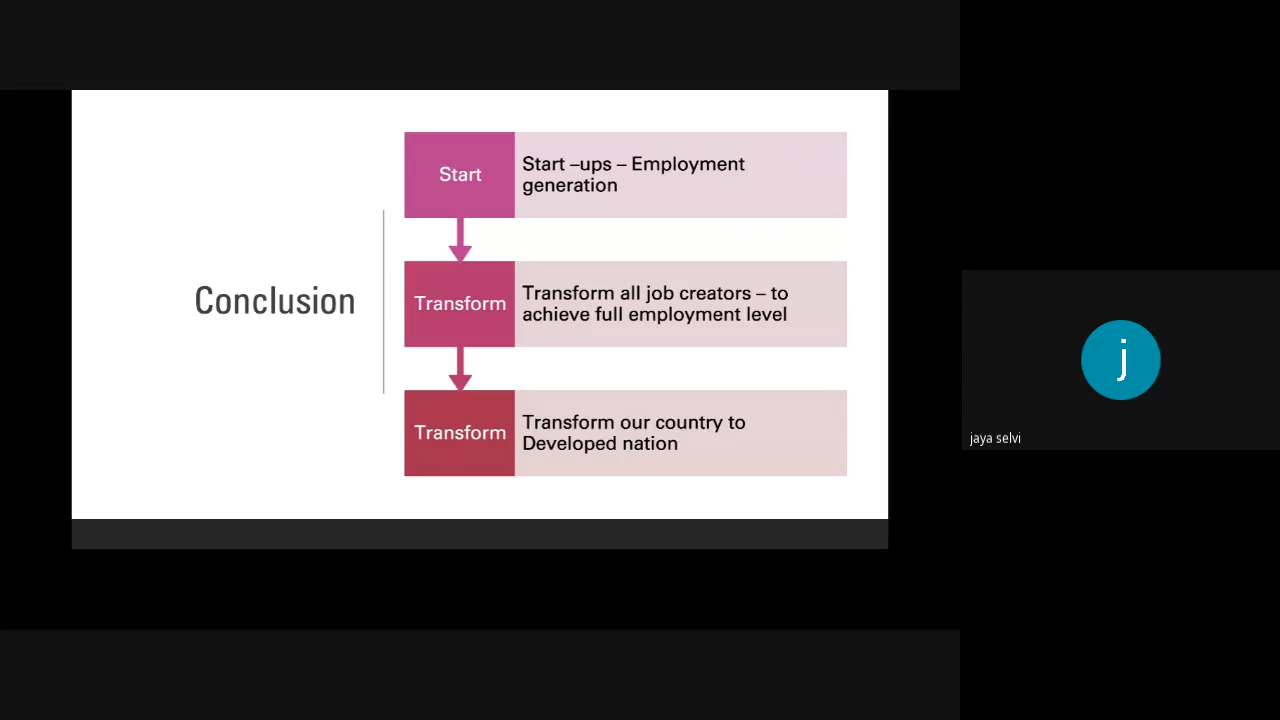 Conclusion
Start
Start –ups – Employment
generation
Transform
Transform all job creators – to
achieve full employment level
Transform
Transform our country to
Developed nation
j
jaya selvi